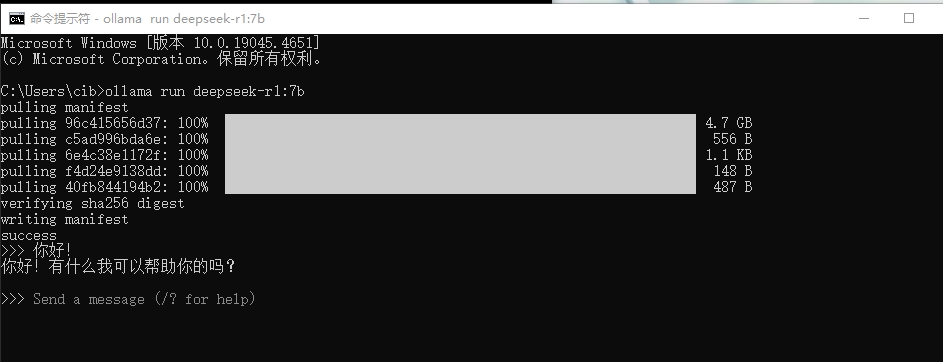 命令提示符 - ollama  run deepseek-r1:7b
Microsoft Windows [版本 10.0.19045.4651]
(c) Microsoft Corporation。保留所有权利。
C:\Users\cib>ollama run deepseek-r1:7b
pulling manifest
pulling 96c415656d37: 100% 4.7 GB
pulling c5ad996bda6e: 100% 556 B
pulling 6e4c38e1172f: 100% 1.1 KB
pulling f4d24e9138dd: 100% 148 B
pulling 40fb844194b2: 100% 487 B
verifying sha256 digest
writing manifest
success
>>> 你好!
你好！有什么我可以帮助你的吗？
>>> Send a message (/? for help)